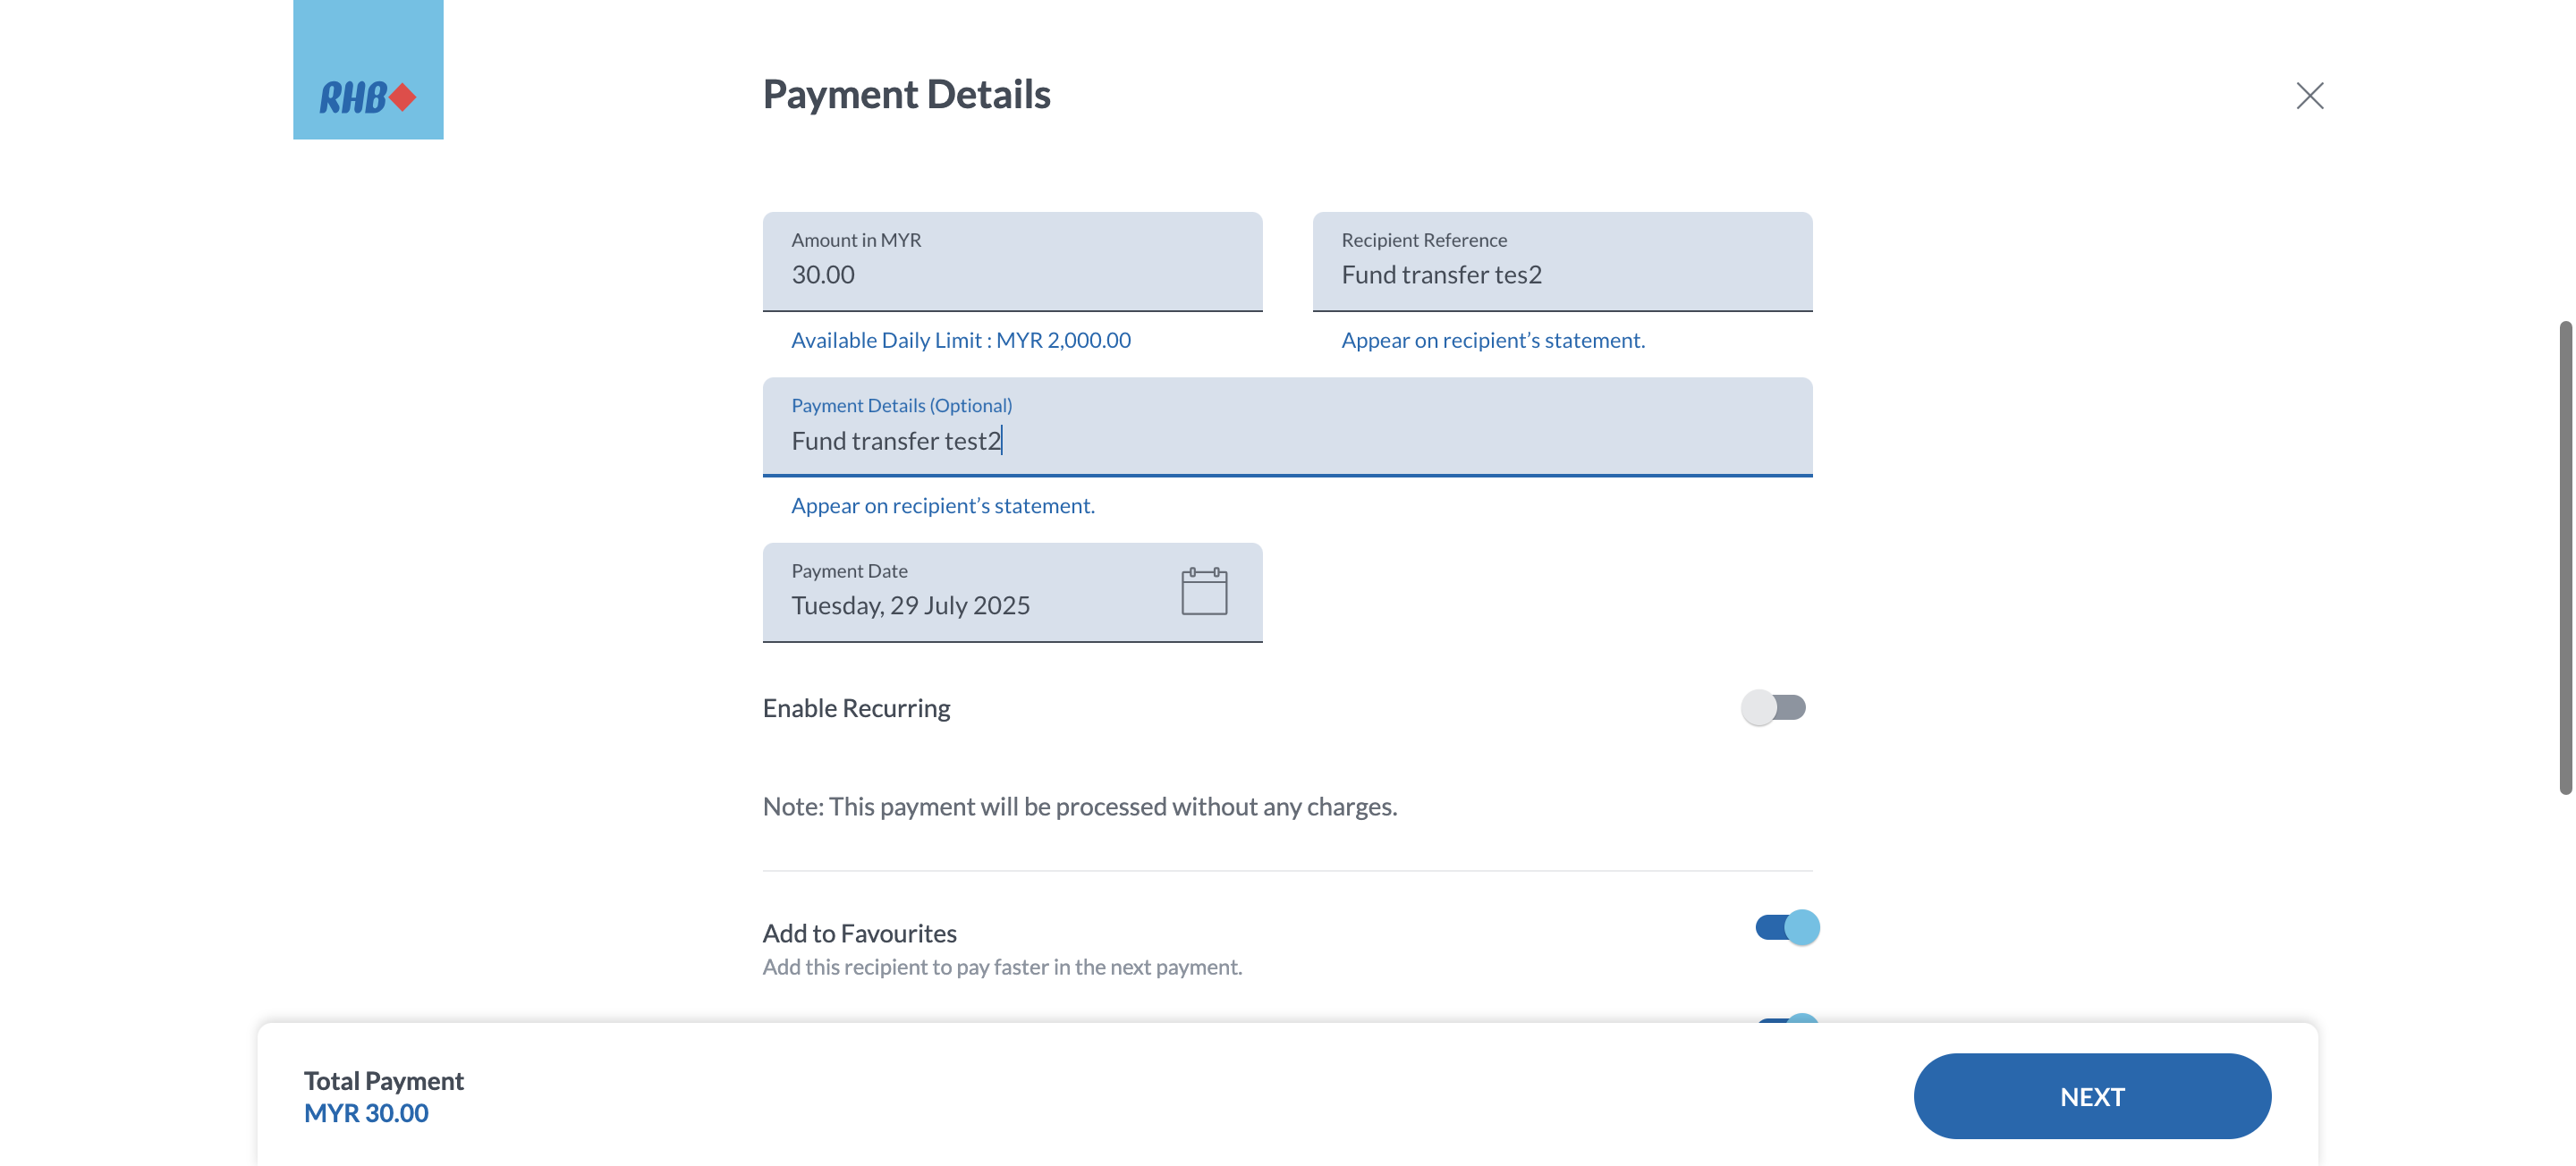 RHB
Payment Details
Amount in MYR
30.00
Recipient Reference
Fund transfer tes2
Available Daily Limit : MYR 2,000.00
Appear on recipient’s statement.
Payment Details (Optional)
Fund transfer test2
Appear on recipient’s statement.
Payment Date
Tuesday, 29 July 2025
Enable Recurring
Note: This payment will be processed without any charges.
Add to Favourites
Add this recipient to pay faster in the next payment.
Total Payment
MYR 30.00
NEXT